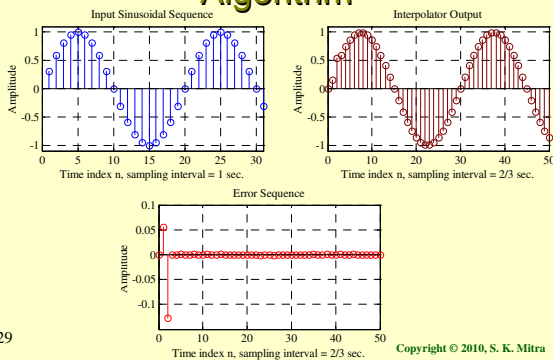 Algorithm
Input Sinusoidal Sequence
1
0.5
0
-0.5
-1
Amplitude
0 5 10 15 20 25 30
Time index n, sampling interval = 1 sec.
Interpolator Output
1
0.5
0
-0.5
-1
Amplitude
0 10 20 30 40 50
Time index n, sampling interval = 2/3 sec.
Error Sequence
0.1
0.05
0
-0.05
-0.1
Amplitude
0 10 20 30 40 50
Time index n, sampling interval = 2/3 sec.
29
Copyright © 2010, S. K. Mitra